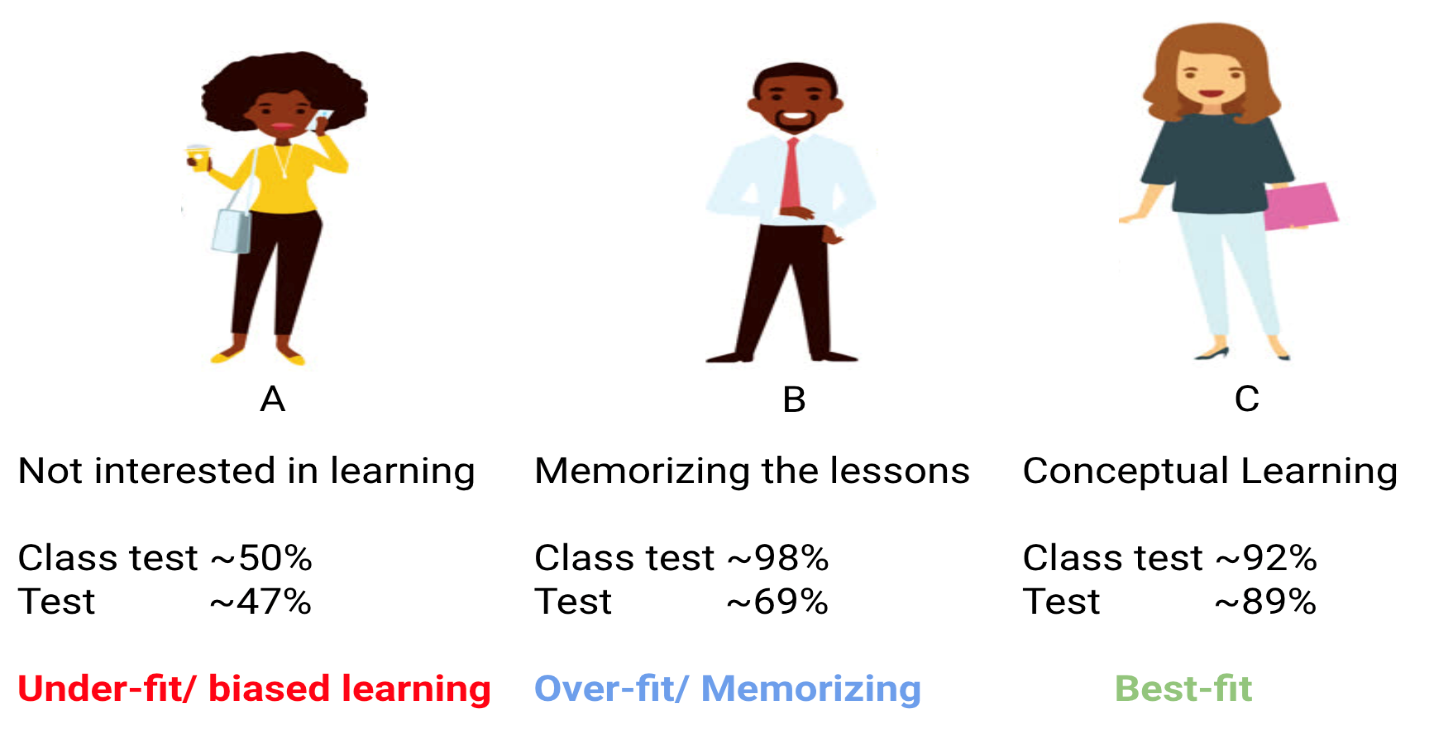 A
Not interested in learning
Class test ~50%
Test ~47%
Under-fit/ biased learning
B
Memorizing the lessons
Class test ~98%
Test ~69%
Over-fit/ Memorizing
C
Conceptual Learning
Class test ~92%
Test ~89%
Best-fit